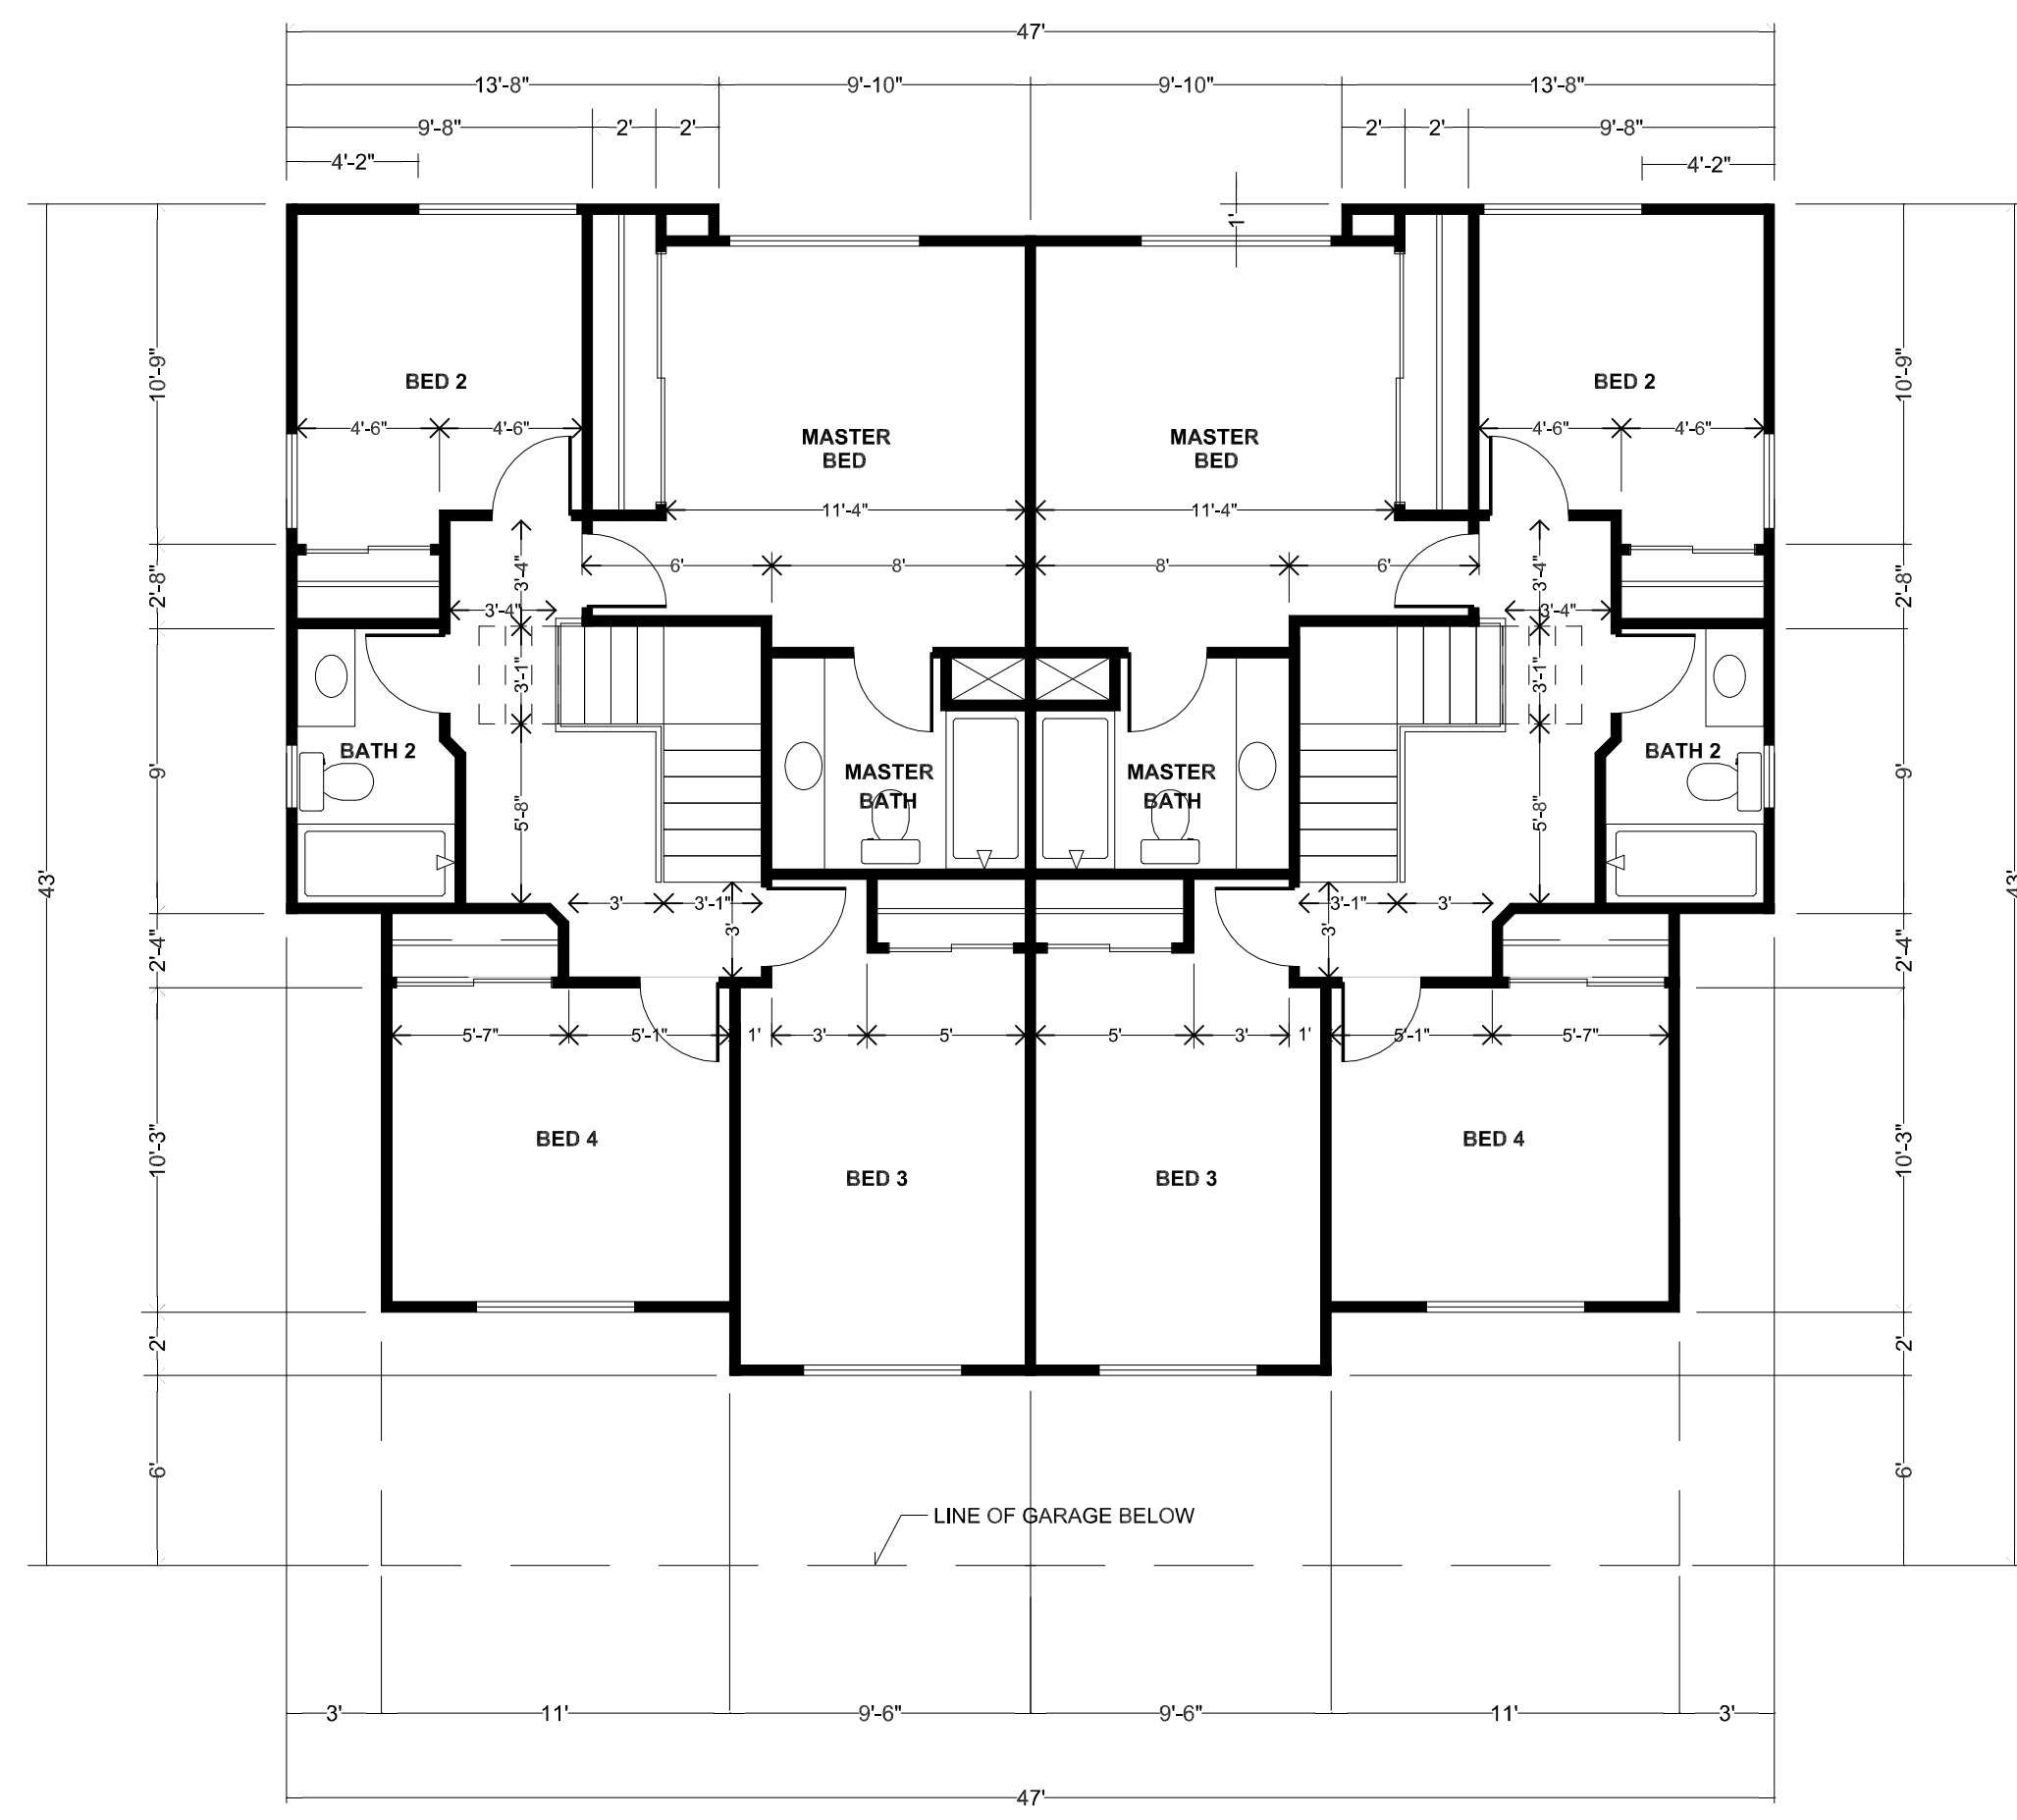 47'
13'-8" 9'-10" 9'-10" 13'-8"
9'-8" 2' 2' 2' 2' 9'-8"
4'-2" 4'-2"
1'
10'-9" BED 2 BED 2 10'-9"
4'-6" 4'-6" 4'-6" 4'-6"
MASTER MASTER
BED BED
11'-4" 11'-4"
6' 8' 8' 6'
2'-8" 3'-4" 3'-4" 2'-8"
3'-4" 3'-4"
3'-1" 3'-1"
BATH 2 BATH 2
9' MASTER MASTER 9'
BATH BATH
5'-8" 5'-8"
43' 43'
3' 3'-1" 3'-1" 3'
3' 3'
2'-4" 2'-4"
5'-7" 5'-1" 1' 3' 5' 5' 3' 1' 5'-1" 5'-7"
10'-3" BED 4 BED 4 10'-3"
BED 3 BED 3
2' 2'
6' 6'
LINE OF GARAGE BELOW
3' 11' 9'-6" 9'-6" 11' 3'
47'